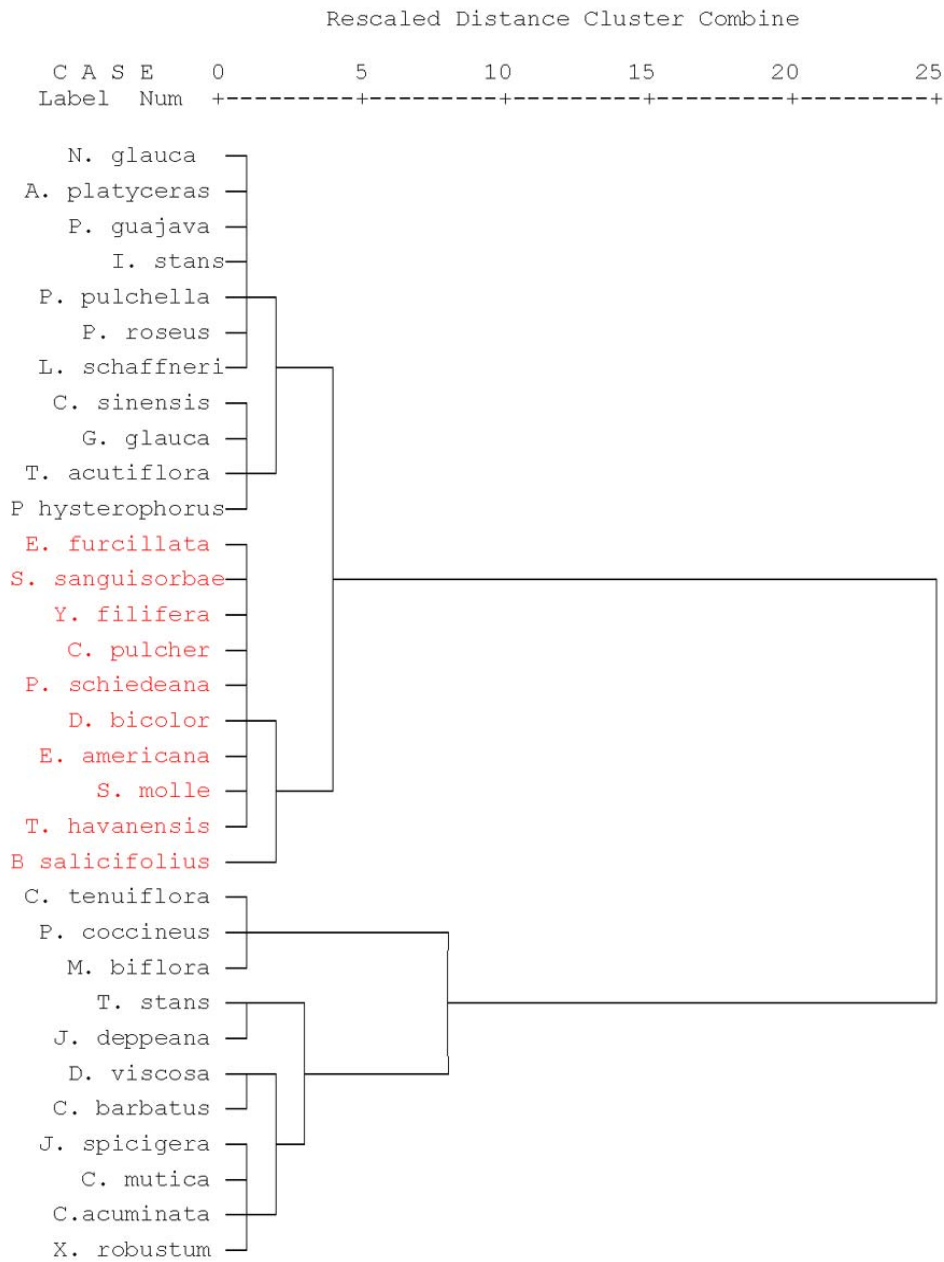 Rescaled Distance Cluster Combine
C A S E 0 5 10 15 20 25
Label Num +---------+---------+---------+---------+---------+
N. glauca
A. platyceras
P. guajava
I. stans
P. pulchella
P. roseus
L. schaffneri
C. sinensis
G. glauca
T. acutiflora
P hysterophorus
E. furcillata
S. sanguisorbae
Y. filifera
C. pulcher
P. schiedeana
D. bicolor
E. americana
S. molle
T. havanensis
B salicifolius
C. tenuiflora
P. coccineus
M. biflora
T. stans
J. deppeana
D. viscosa
C. barbatus
J. spicigera
C. mutica
C.acuminata
X. robustum